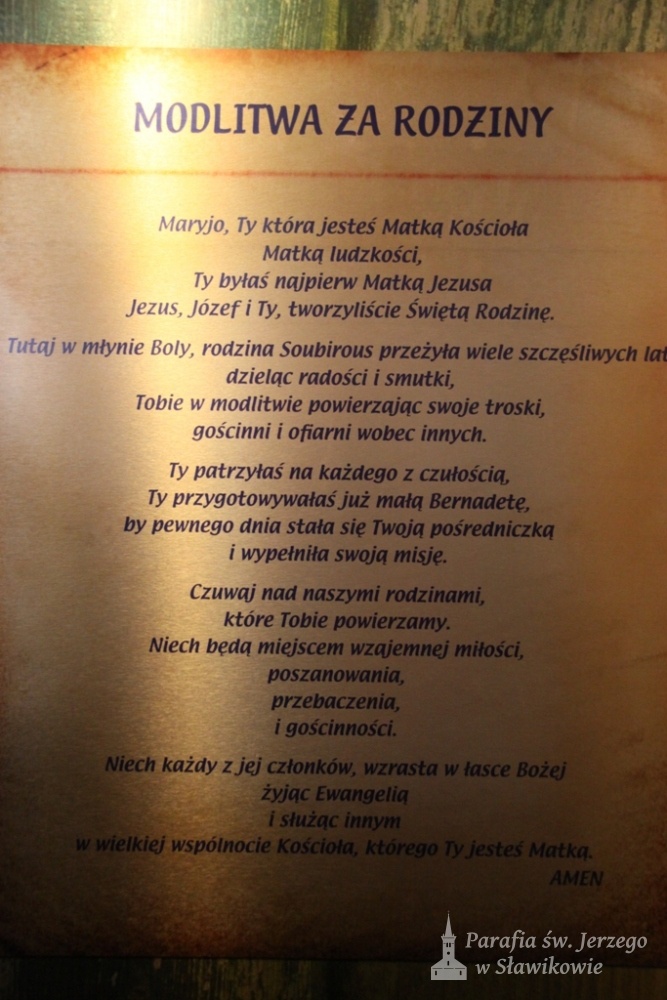 MODLITWA ZA RODZINY
Maryjo, Ty która jesteś Matką Kościoła
Matką ludzkości,
Ty byłaś najpierw Matką Jezusa
Jezus, Józef i Ty, tworzyliście Świętą Rodzinę.
Tutaj w młynie Boly, rodzina Soubirous przeżyła wiele szczęśliwych lat
dzieląc radości i smutki,
Tobie w modlitwie powierzając swoje troski,
gościnni i ofiarni wobec innych.
Ty patrzyłaś na każdego z czułością,
Ty przygotowywałaś już małą Bernadetę,
by pewnego dnia stała się Twoją pośredniczką
i wypełniła swoją misję.
Czuwaj nad naszymi rodzinami,
które Tobie powierzamy.
Niech będą miejscem wzajemnej miłości,
poszanowania,
przebaczenia,
i gościnności.
Niech każdy z jej członków, wzrasta w łasce Bożej
żyjąc Ewangelią
i służąc innym
w wielkiej wspólnocie Kościoła, którego Ty jesteś Matką.
AMEN
Parafia św. Jerzego
w Sławikowie